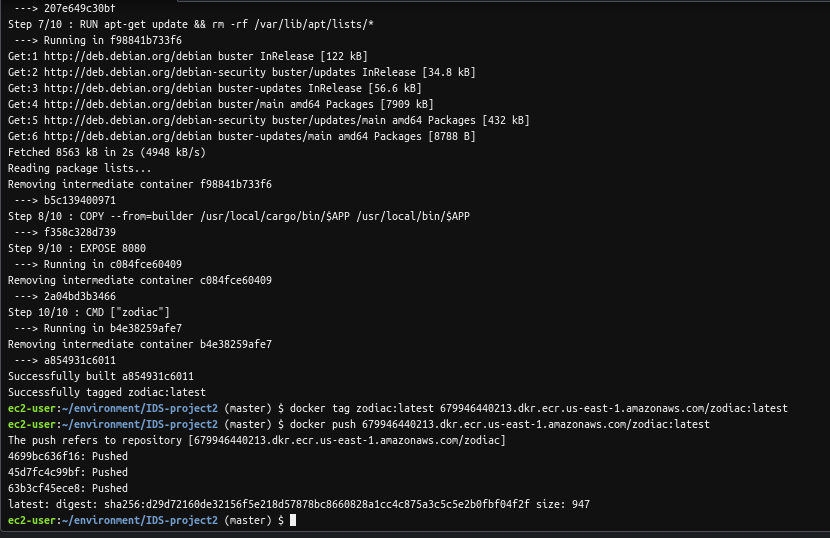 ---> 207e649c30bf
Step 7/10 : RUN apt-get update && rm -rf /var/lib/apt/lists/*
---> Running in f98841b733f6
Get:1 http://deb.debian.org/debian buster InRelease [122 kB]
Get:2 http://deb.debian.org/debian-security buster/updates InRelease [34.8 kB]
Get:3 http://deb.debian.org/debian buster-updates InRelease [56.6 kB]
Get:4 http://deb.debian.org/debian buster/main amd64 Packages [7909 kB]
Get:5 http://deb.debian.org/debian-security buster/updates/main amd64 Packages [432 kB]
Get:6 http://deb.debian.org/debian buster-updates/main amd64 Packages [8788 B]
Fetched 8563 kB in 2s (4948 kB/s)
Reading package lists...
Removing intermediate container f98841b733f6
---> b5c139400971
Step 8/10 : COPY --from=builder /usr/local/cargo/bin/$APP /usr/local/bin/$APP
---> f358c328d739
Step 9/10 : EXPOSE 8080
---> Running in c084fce60409
Removing intermediate container c084fce60409
---> 2a04bd3b3466
Step 10/10 : CMD ["zodiac"]
---> Running in b4e38259afe7
Removing intermediate container b4e38259afe7
---> a854931c6011
Successfully built a854931c6011
Successfully tagged zodiac:latest
ec2-user:~/environment/IDS-project2 (master) $ docker tag zodiac:latest 679946440213.dkr.ecr.us-east-1.amazonaws.com/zodiac:latest
ec2-user:~/environment/IDS-project2 (master) $ docker push 679946440213.dkr.ecr.us-east-1.amazonaws.com/zodiac:latest
The push refers to repository [679946440213.dkr.ecr.us-east-1.amazonaws.com/zodiac]
4699bc636f16: Pushed
45d7fc4c99bf: Pushed
63b3cf45ece8: Pushed
latest: digest: sha256:d29d72160de32156f5e218d57878bc8660828a1cc4c875a3c5c5e2b0fbf04f2f size: 947
ec2-user:~/environment/IDS-project2 (master) $